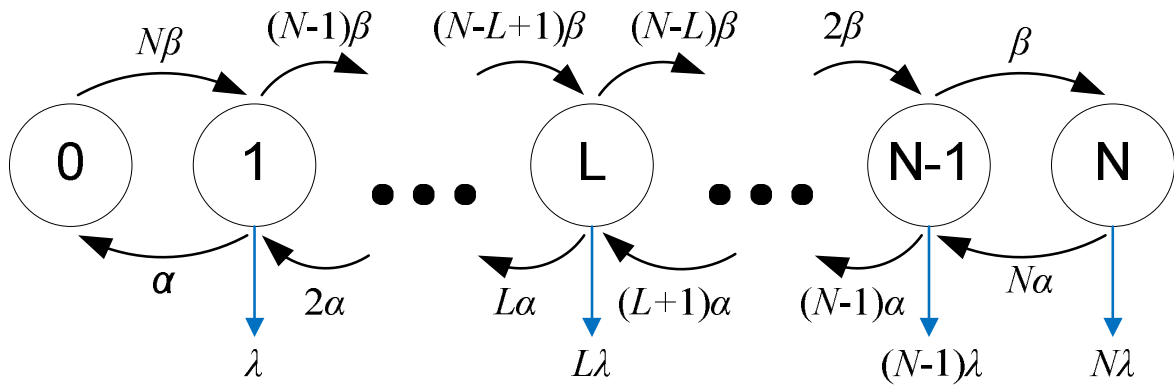 Nβ (N-1)β (N-L+1)β (N-L)β 2β β
0 1 L N-1 N
α 2α Lα (L+1)α (N-1)α Nα
λ Lλ (N-1)λ Nλ